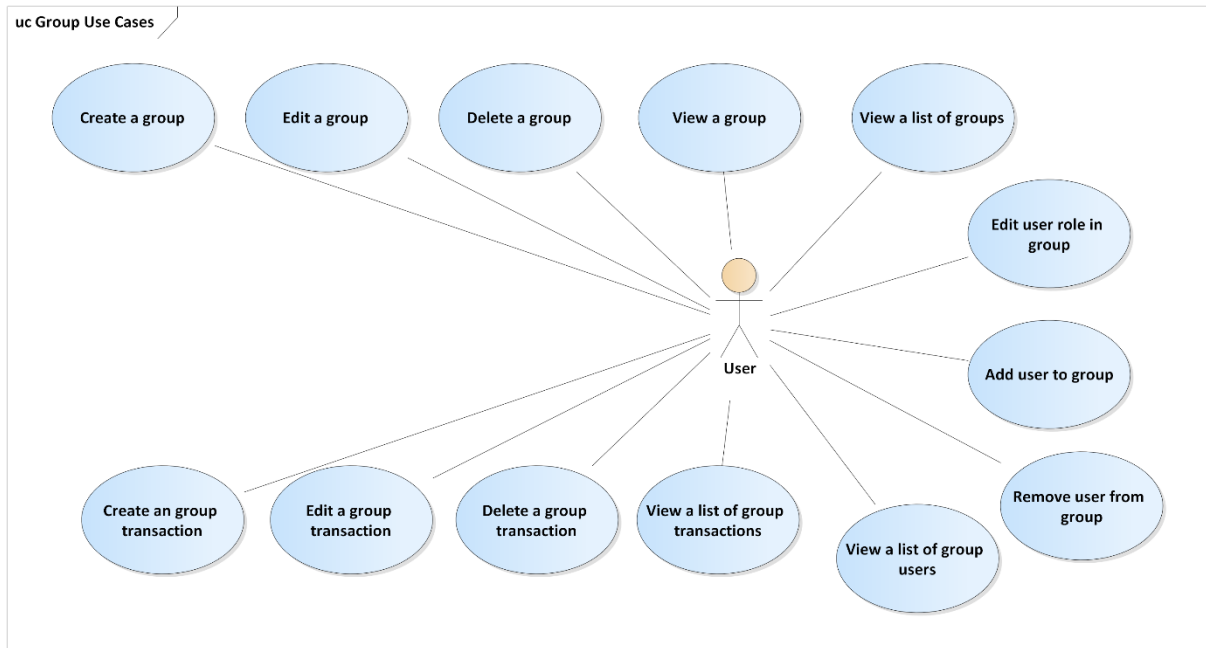 uc Group Use Cases
Create a group
Edit a group
Delete a group
View a group
View a list of groups
Edit user role in
group
User
Add user to group
Create an group
transaction
Edit a group
transaction
Delete a group
transaction
View a list of group
transactions
View a list of group
users
Remove user from
group